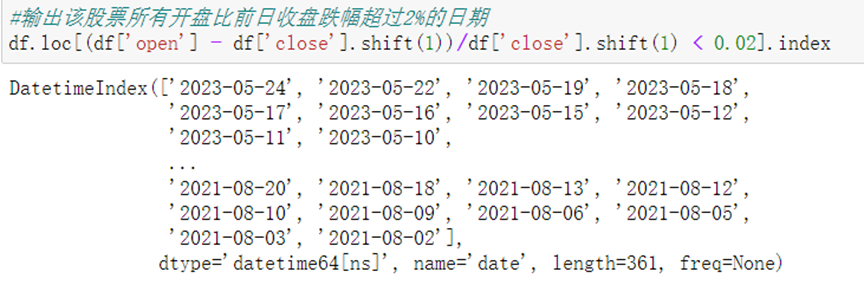 #输出该股票所有开盘比前日收盘跌幅超过2%的日期
df.loc[(df['open'] - df['close'].shift(1))/df['close'].shift(1) < 0.02].index
DatetimeIndex(['2023-05-24', '2023-05-22', '2023-05-19', '2023-05-18',
'2023-05-17', '2023-05-16', '2023-05-15', '2023-05-12',
'2023-05-11', '2023-05-10',
...
'2021-08-20', '2021-08-18', '2021-08-13', '2021-08-12',
'2021-08-10', '2021-08-09', '2021-08-06', '2021-08-05',
'2021-08-03', '2021-08-02'],
dtype='datetime64[ns]', name='date', length=361, freq=None)